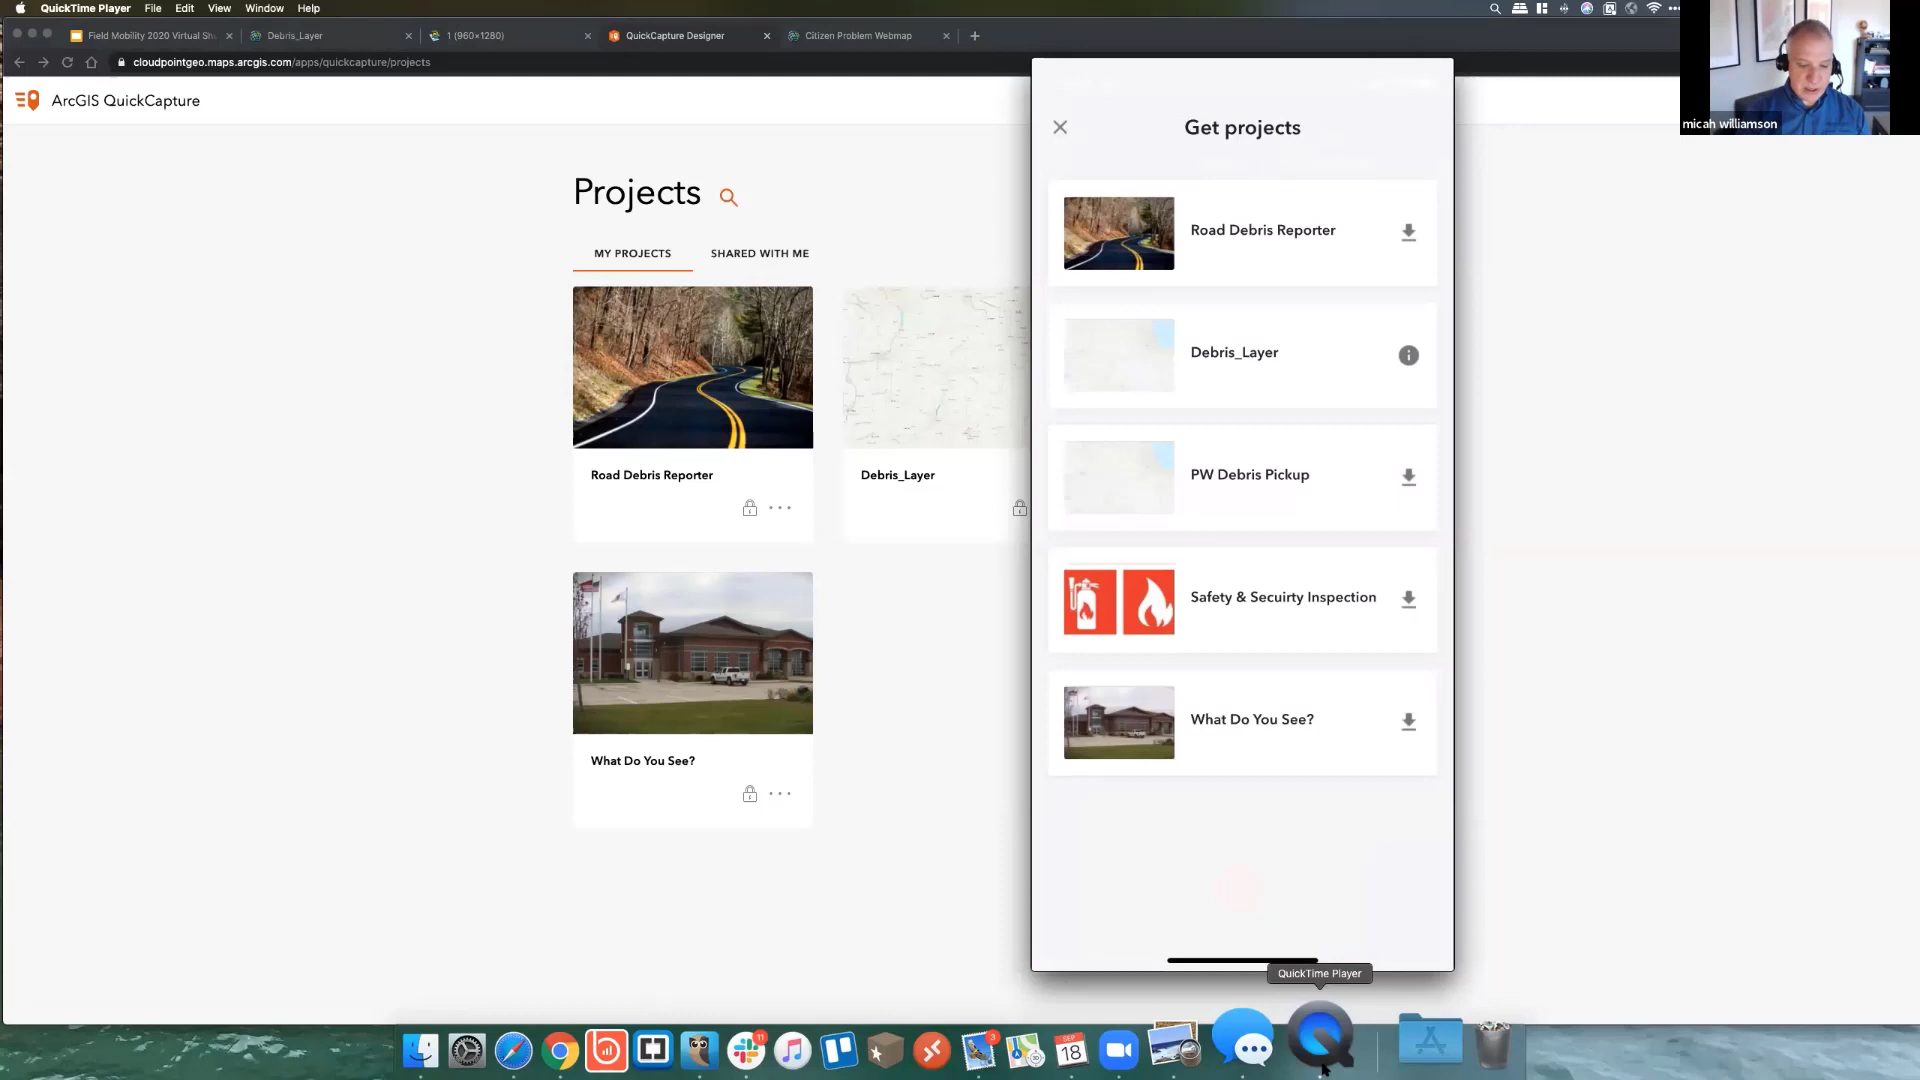 QuickTime Player File Edit View Window Help
Field Mobility 2020 Virtual Sh
Debris_Layer
1 (960×1280)
QuickCapture Designer
Citizen Problem Webmap
cloudpointgeo.maps.arcgis.com/apps/quickcapture/projects
ArcGIS QuickCapture
micah williamson
Projects
MY PROJECTS
SHARED WITH ME
Road Debris Reporter
Debris_Layer
What Do You See?
Get projects
Road Debris Reporter
Debris_Layer
PW Debris Pickup
Safety & Secuirty Inspection
What Do You See?
QuickTime Player
11
3
SEP
18